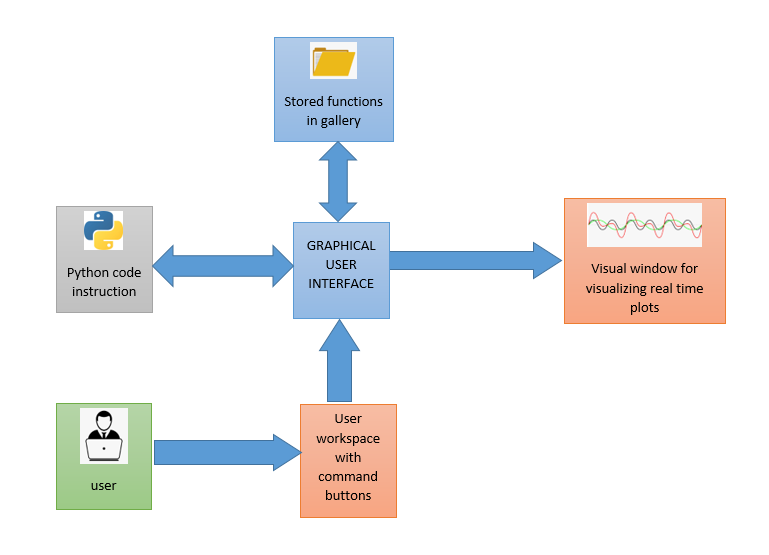 Stored functions
in gallery
Python code
instruction
GRAPHICAL
USER
INTERFACE
Visual window for
visualizing real time
plots
user
User
workspace
with
command
buttons